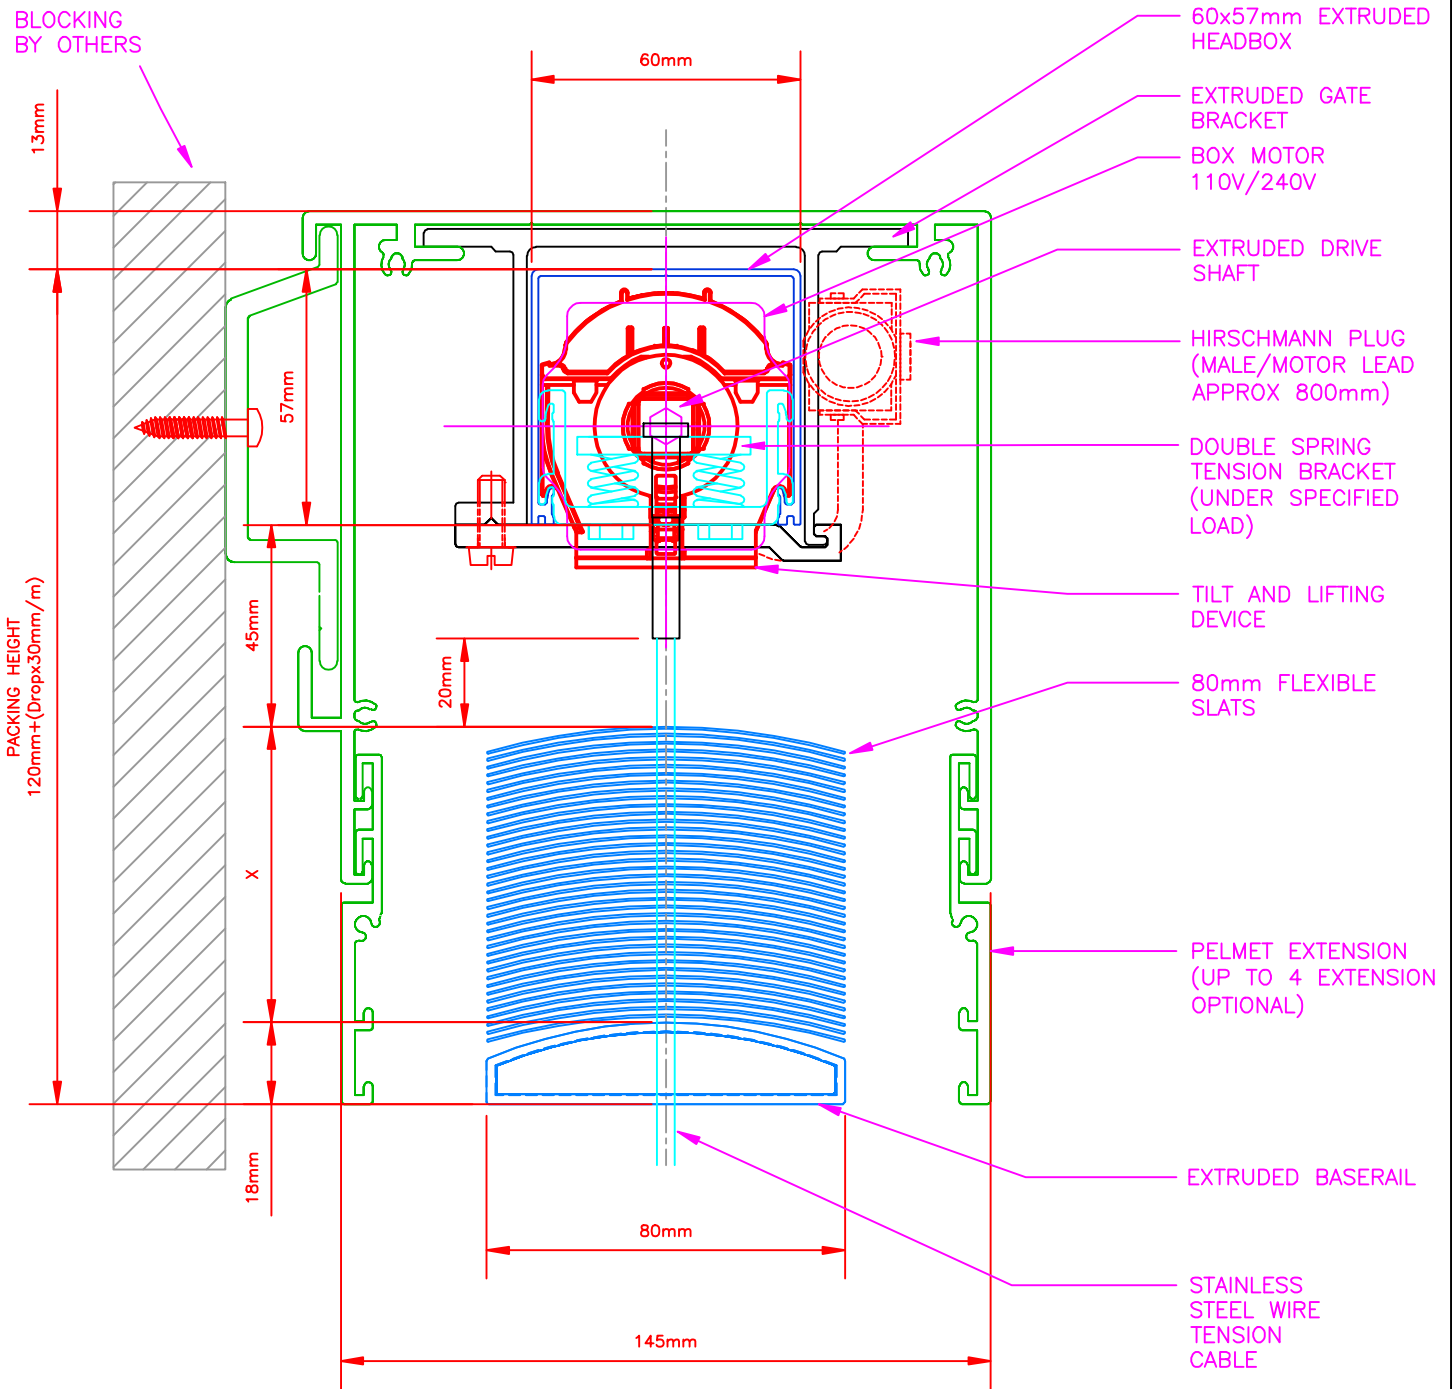 BLOCKING
BY OTHERS
60x57mm EXTRUDED
HEADBOX
60mm
EXTRUDED GATE
BRACKET
13mm
BOX MOTOR
110V/240V
EXTRUDED DRIVE
SHAFT
HIRSCHMANN PLUG
(MALE/MOTOR LEAD
APPROX 800mm)
57mm
DOUBLE SPRING
TENSION BRACKET
(UNDER SPECIFIED
LOAD)
TILT AND LIFTING
DEVICE
45mm
20mm
PACKING HEIGHT
120mm+(Dropx30mm/m)
80mm FLEXIBLE
SLATS
X
PELMET EXTENSION
(UP TO 4 EXTENSION
OPTIONAL)
18mm
EXTRUDED BASERAIL
80mm
STAINLESS
STEEL WIRE
TENSION
CABLE
145mm